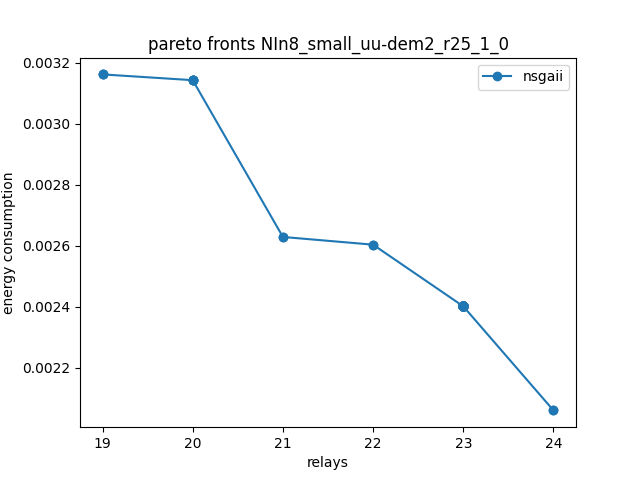 pareto fronts NIn8_small_uu-dem2_r25_1_0
nsgaii
0.0032
0.0030
0.0028
0.0026
0.0024
0.0022
energy consumption
19 20 21 22 23 24
relays